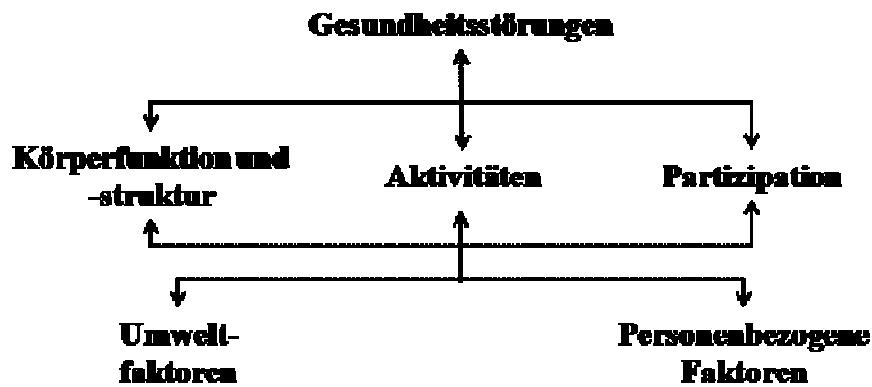 Gesundheitsstörungen
Körperfunktion und
-struktur
Aktivitäten
Partizipation
Umwelt-
faktoren
Personenbezogene
Faktoren